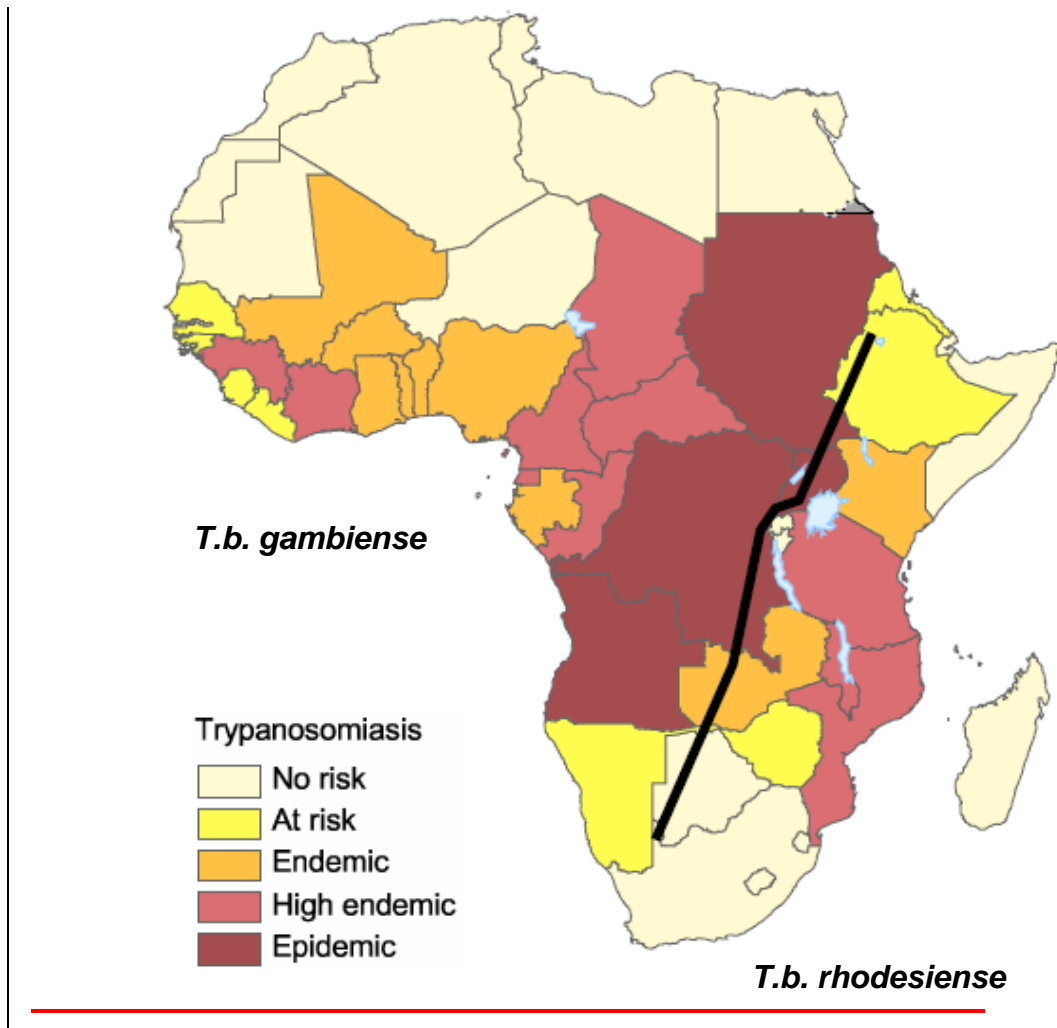 T.b. gambiense
Trypanosomiasis
No risk
At risk
Endemic
High endemic
Epidemic
T.b. rhodesiense